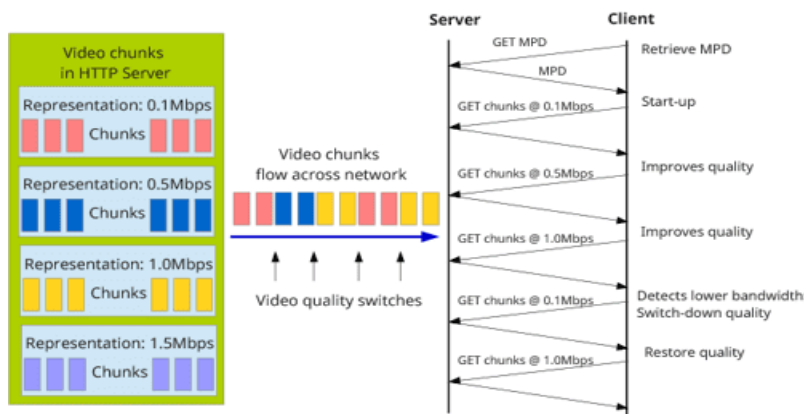 Video chunks
in HTTP Server
Representation: 0.1Mbps
Chunks
Representation: 0.5Mbps
Chunks
Representation: 1.0Mbps
Chunks
Representation: 1.5Mbps
Chunks
Video chunks
flow across network
Video quality switches
Server
Client
GET MPD
Retrieve MPD
MPD
GET chunks @ 0.1Mbps
Start-up
GET chunks @ 0.5Mbps
Improves quality
GET chunks @ 1.0Mbps
Improves quality
GET chunks @ 0.1Mbps
Detects lower bandwidth
Switch-down quality
GET chunks @ 1.0Mbps
Restore quality